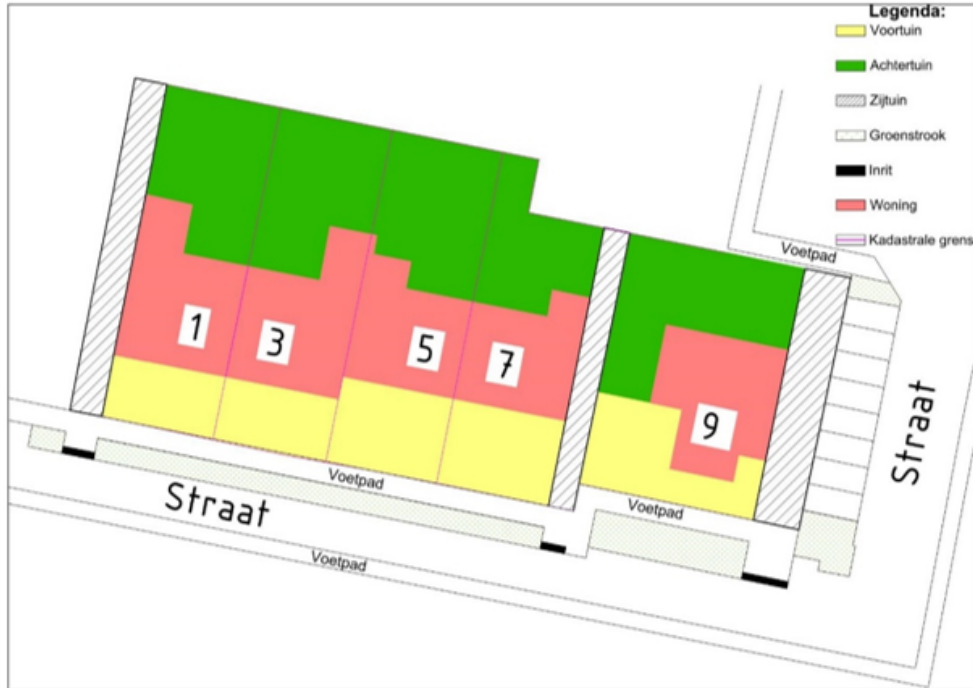 Legenda:
Voortuin
Achtertuin
Zijtuin
Groenstrook
Inrit
Woning
Kadastrale grens
Voetpad
1
3
5
7
9
Straat
Voetpad
Voetpad
Straat
Voetpad